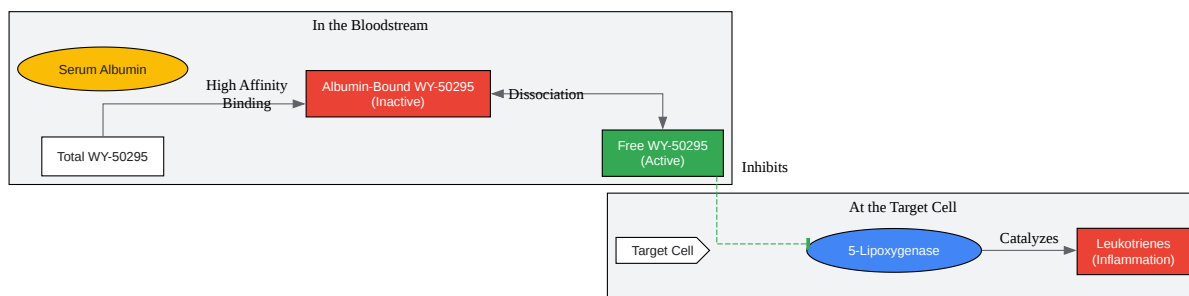 In the Bloodstream
Serum Albumin
High Affinity
Binding
Albumin-Bound WY-50295
(Inactive)
Dissociation
Total WY-50295
Free WY-50295
(Active)
Inhibits
At the Target Cell
Target Cell
5-Lipoxygenase
Catalyzes
Leukotrienes
(Inflammation)